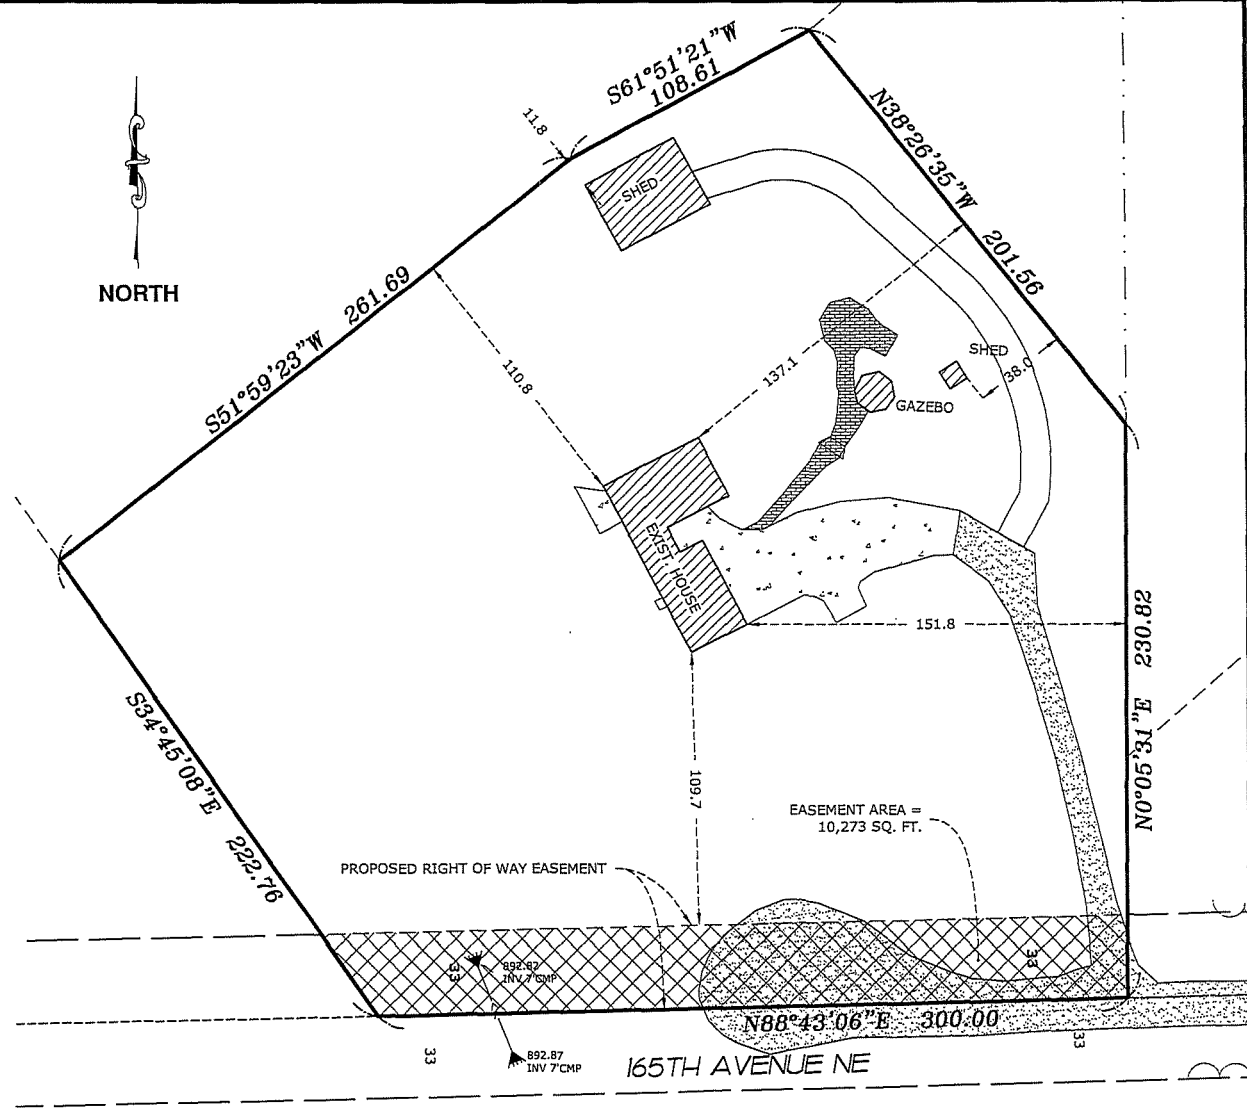 S61°51'21"W
108.61
11.8
N38°26'35"W 201.56
SHED
NORTH
S51°59'23"W 261.69
110.8
137.1
SHED
38.0
GAZEBO
EXIST. HOUSE
151.8
N0°05'31"E 230.82
S34°45'08"E 222.76
109.7
EASEMENT AREA =
10,273 SQ. FT.
PROPOSED RIGHT OF WAY EASEMENT
33
892.82
INV 7'CMP
33
N88°43'06"E 300.00
33
892.87
INV 7'CMP
33
165TH AVENUE NE